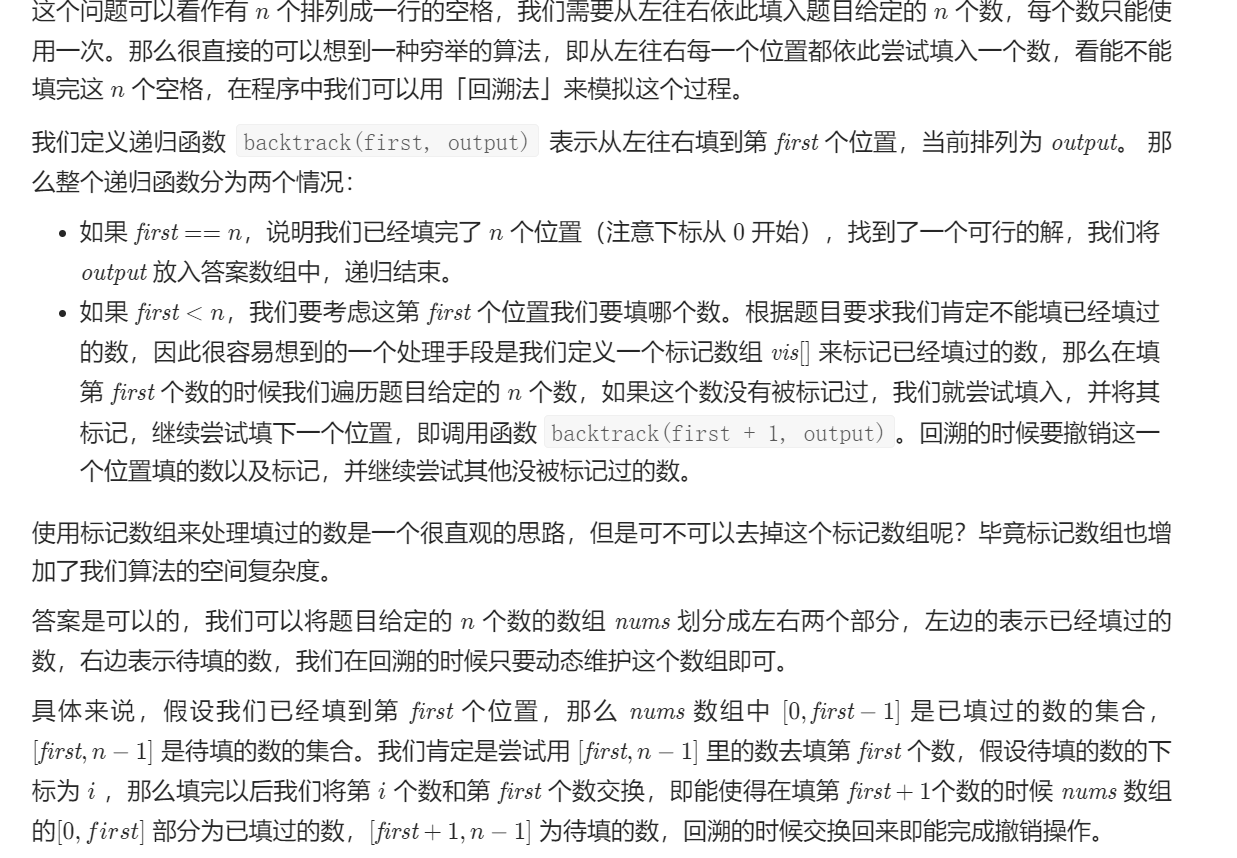 这个问题可以看作有 n 个排列成一行的空格，我们需要从左往右依此填入题目给定的 n 个数，每个数只能使
用一次。那么很直接的可以想到一种穷举的算法，即从左往右每一个位置都依此尝试填入一个数，看能不能
填完这 n 个空格，在程序中我们可以用「回溯法」来模拟这个过程。
我们定义递归函数 backtrack(first, output) 表示从左往右填到第 first 个位置，当前排列为 output。 那
么整个递归函数分为两个情况：
• 如果 first == n，说明我们已经填完了 n 个位置（注意下标从 0 开始），找到了一个可行的解，我们将
output 放入答案数组中，递归结束。
• 如果 first < n，我们要考虑这第 first 个位置我们要填哪个数。根据题目要求我们肯定不能填已经填过
的数，因此很容易想到的一个处理手段是我们定义一个标记数组 vis[] 来标记已经填过的数，那么在填
第 first 个数的时候我们遍历题目给定的 n 个数，如果这个数没有被标记过，我们就尝试填入，并将其
标记，继续尝试填下一个位置，即调用函数 backtrack(first + 1, output) 。回溯的时候要撤销这一
个位置填的数以及标记，并继续尝试其他没被标记过的数。
使用标记数组来处理填过的数是一个很直观的思路，但是可不可以去掉这个标记数组呢？毕竟标记数组也增
加了我们算法的空间复杂度。
答案是可以的，我们可以将题目给定的 n 个数的数组 nums 划分成左右两个部分，左边的表示已经填过的
数，右边表示待填的数，我们在回溯的时候只要动态维护这个数组即可。
具体来说，假设我们已经填到第 first 个位置，那么 nums 数组中 [0, first − 1] 是已填过的数的集合，
[first, n − 1] 是待填的数的集合。我们肯定是尝试用 [first, n − 1] 里的数去填第 first 个数，假设待填的数的下
标为 i ，那么填完以后我们将第 i 个数和第 first 个数交换，即能使得在填第 first + 1个数的时候 nums 数组
的[0, first] 部分为已填过的数，[first + 1, n − 1] 为待填的数，回溯的时候交换回来即能完成撤销操作。